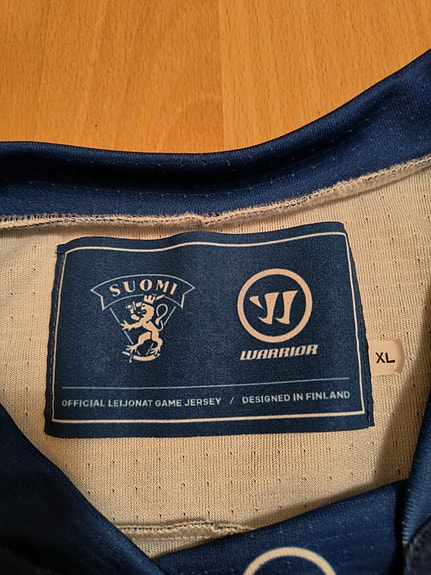 SUOMI
WARRIOR
XL
OFFICIAL LEIJONAT GAME JERSEY / DESIGNED IN FINLAND